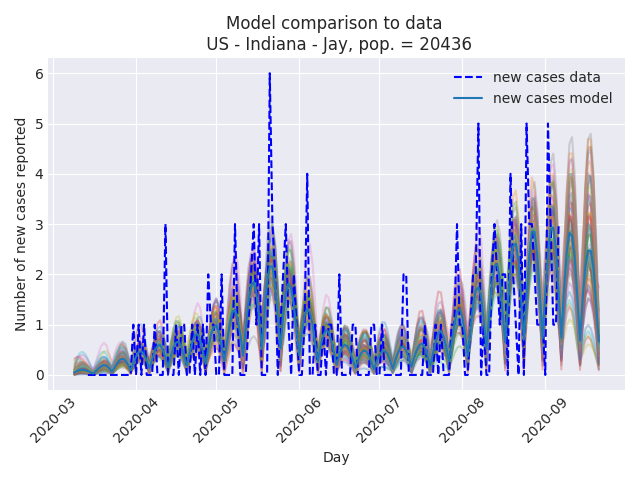 Model comparison to data
US - Indiana - Jay, pop. = 20436
new cases data
new cases model
Number of new cases reported
6
5
4
3
2
1
0
2020-03
2020-04
2020-05
2020-06
2020-07
2020-08
2020-09
Day